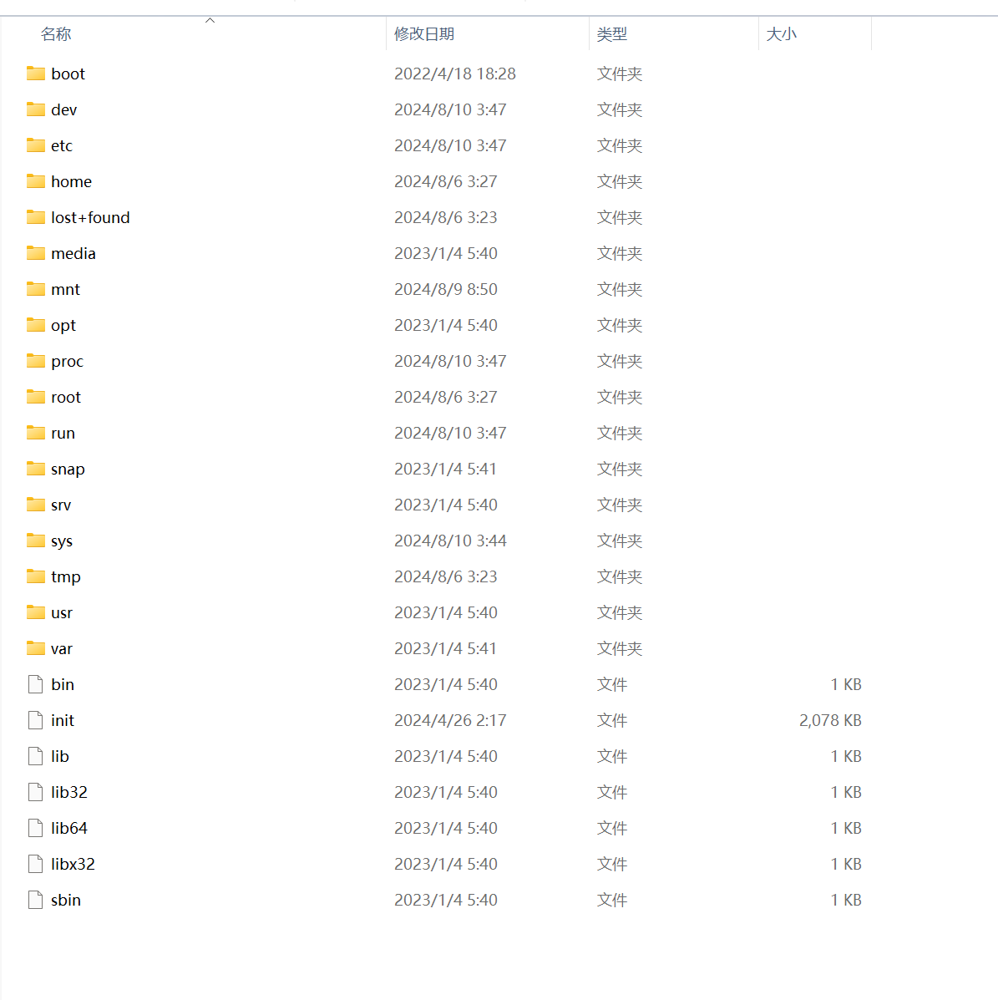 名称 修改日期 类型 大小
boot 2022/4/18 18:28 文件夹
dev 2024/8/10 3:47 文件夹
etc 2024/8/10 3:47 文件夹
home 2024/8/6 3:27 文件夹
lost+found 2024/8/6 3:23 文件夹
media 2023/1/4 5:40 文件夹
mnt 2024/8/9 8:50 文件夹
opt 2023/1/4 5:40 文件夹
proc 2024/8/10 3:47 文件夹
root 2024/8/6 3:27 文件夹
run 2024/8/10 3:47 文件夹
snap 2023/1/4 5:41 文件夹
srv 2023/1/4 5:40 文件夹
sys 2024/8/10 3:44 文件夹
tmp 2024/8/6 3:23 文件夹
usr 2023/1/4 5:40 文件夹
var 2023/1/4 5:41 文件夹
bin 2023/1/4 5:40 文件 1 KB
init 2024/4/26 2:17 文件 2,078 KB
lib 2023/1/4 5:40 文件 1 KB
lib32 2023/1/4 5:40 文件 1 KB
lib64 2023/1/4 5:40 文件 1 KB
libx32 2023/1/4 5:40 文件 1 KB
sbin 2023/1/4 5:40 文件 1 KB